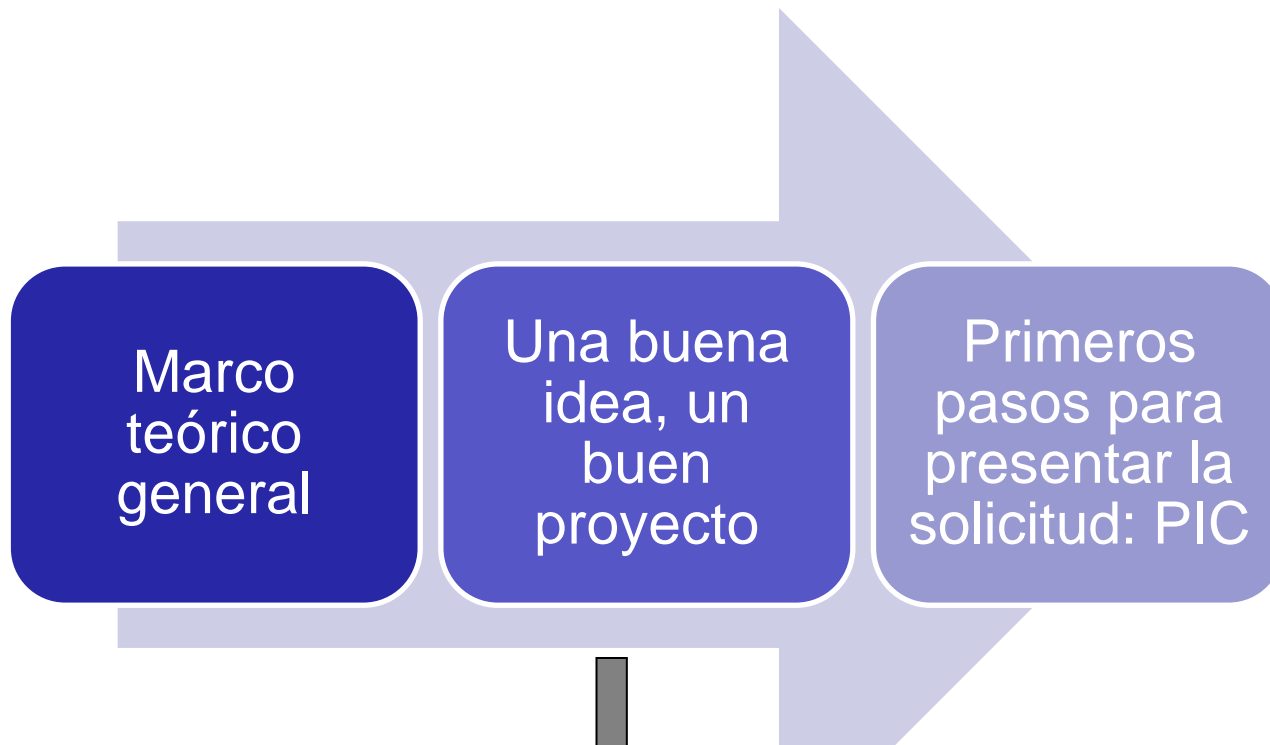 Marco
teórico
general
Una buena
idea, un
buen
proyecto
Primeros
pasos para
presentar la
solicitud: PIC